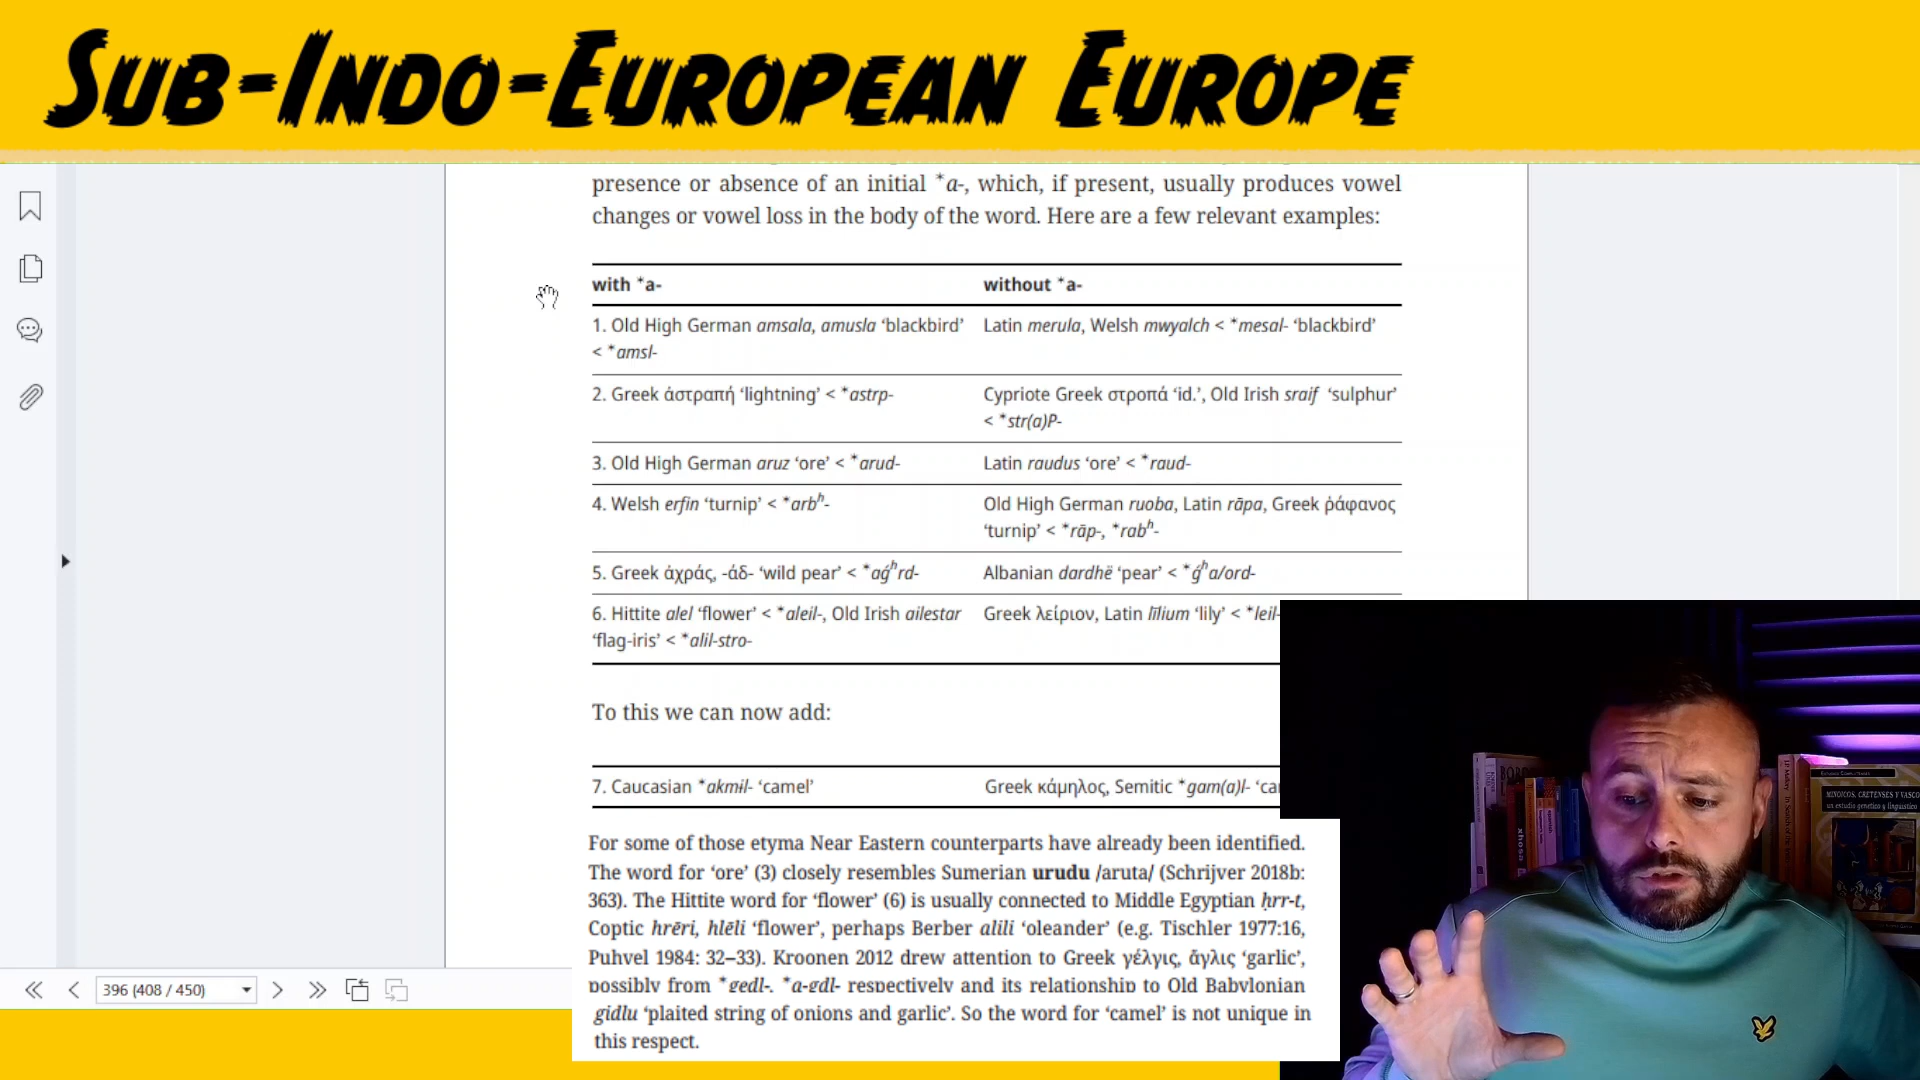 SUB-INDO-EUROPEAN EUROPE
presence or absence of an initial *a-, which, if present, usually produces vowel
changes or vowel loss in the body of the word. Here are a few relevant examples:
with *a- without *a-
1. Old High German amsala, amusla ‘blackbird’ Latin merula, Welsh mwyalch < *mesal- ‘blackbird’
< *amsl-
2. Greek ἀστραπή ‘lightning’ < *astrp- Cypriote Greek στροπά ‘id.’, Old Irish sraif ‘sulphur’
< *str(a)P-
3. Old High German aruz ‘ore’ < *arud- Latin raudus ‘ore’ < *raud-
4. Welsh erfin ‘turnip’ < *arbʰ- Old High German ruoba, Latin rāpa, Greek ῥάφανος
‘turnip’ < *rāp-, *rabʰ-
5. Greek ἀχράς, -άδ- ‘wild pear’ < *aǵʰrd- Albanian dardhë ‘pear’ < *ǵʰa/ord-
6. Hittite alel ‘flower’ < *aleil-, Old Irish ailestar Greek λείριον, Latin līlium ‘lily’ < *leil-
‘flag-iris’ < *alil-stro-
To this we can now add:
7. Caucasian *akmɨl- ‘camel’ Greek κάμηλος, Semitic *gam(a)l-
For some of those etyma Near Eastern counterparts have already been identified.
The word for ‘ore’ (3) closely resembles Sumerian urudu /aruta/ (Schrijver 2018b:
363). The Hittite word for ‘flower’ (6) is usually connected to Middle Egyptian ḥrr-t,
Coptic hrēri, hlēli ‘flower’, perhaps Berber alili ‘oleander’ (e.g. Tischler 1977:16,
Puhvel 1984: 32–33). Kroonen 2012 drew attention to Greek γέλγις, ἄγλις ‘garlic’,
possibly from *gedl-, *a-gdl- respectively and its relationship to Old Babylonian
gidlu ‘plaited string of onions and garlic’. So the word for ‘camel’ is not unique in
this respect.
396 (408 / 450)
MINOICOS, CRETENSES Y VASCO
un estudio genético y lingüístico
xhosa